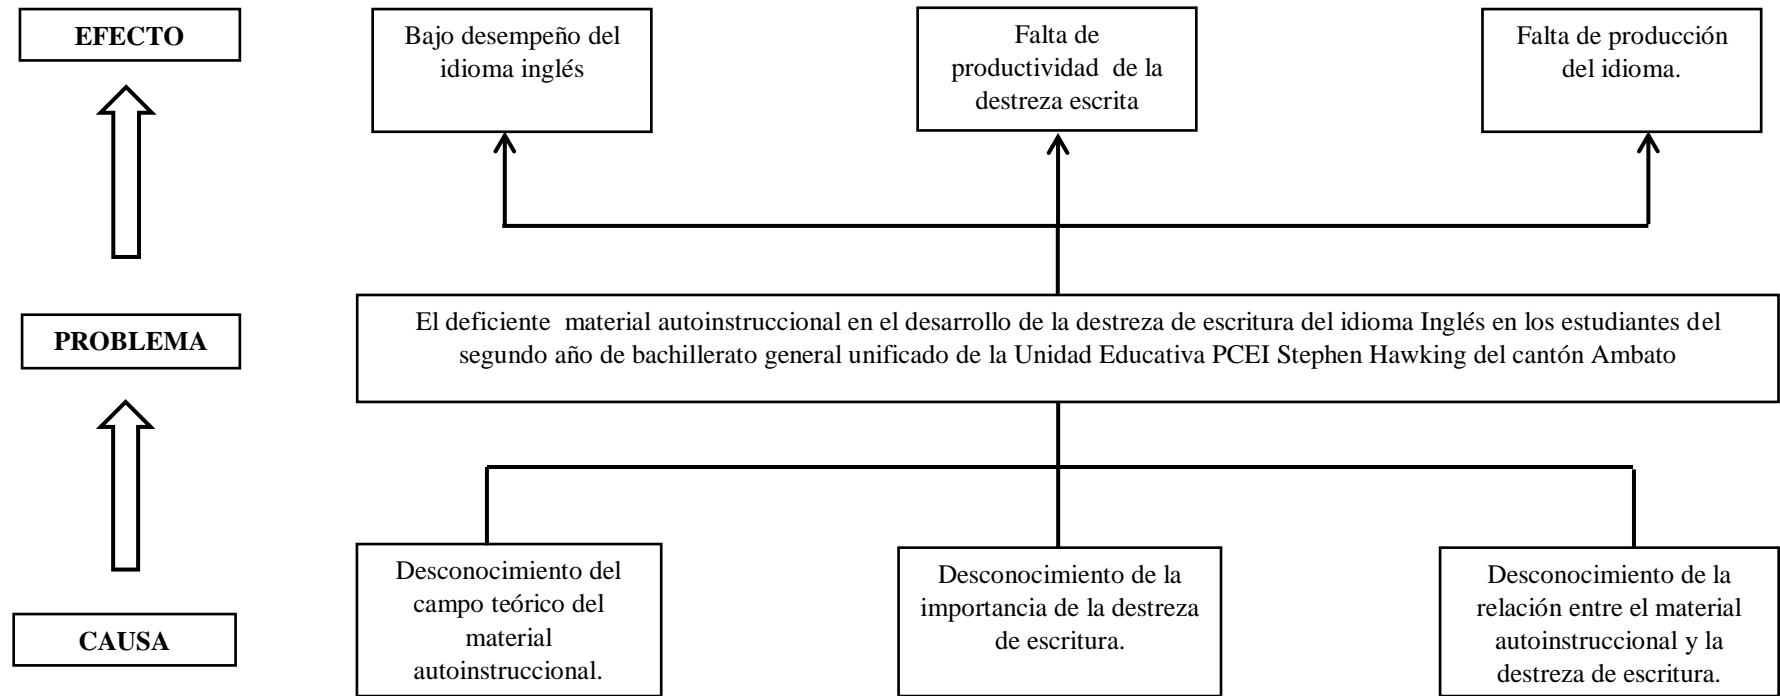 EFECTO
Bajo desempeño del
idioma inglés
Falta de
productividad  de la
destreza escrita
Falta de producción
del idioma.
PROBLEMA
El deficiente  material autoinstruccional en el desarrollo de la destreza de escritura del idioma Inglés en los estudiantes del
segundo año de bachillerato general unificado de la Unidad Educativa PCEI Stephen Hawking del cantón Ambato
CAUSA
Desconocimiento del
campo teórico del
material
autoinstruccional.
Desconocimiento de la
importancia de la destreza
de escritura.
Desconocimiento de la
relación entre el material
autoinstruccional y la
destreza de escritura.